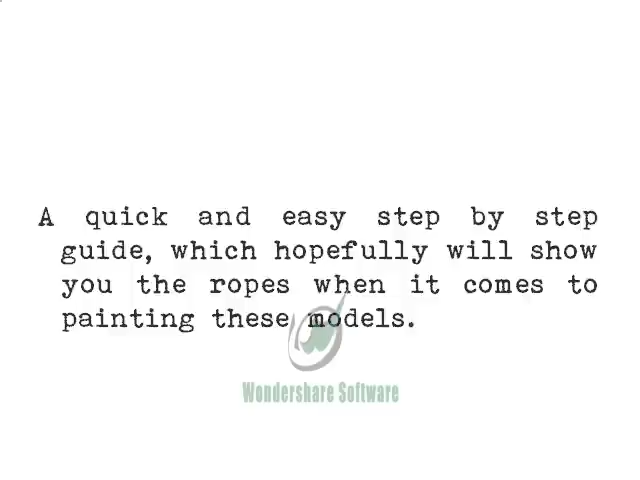 A quick and easy step by step
guide, which hopefully will show
you the ropes when it comes to
painting these models.
Wondershare Software